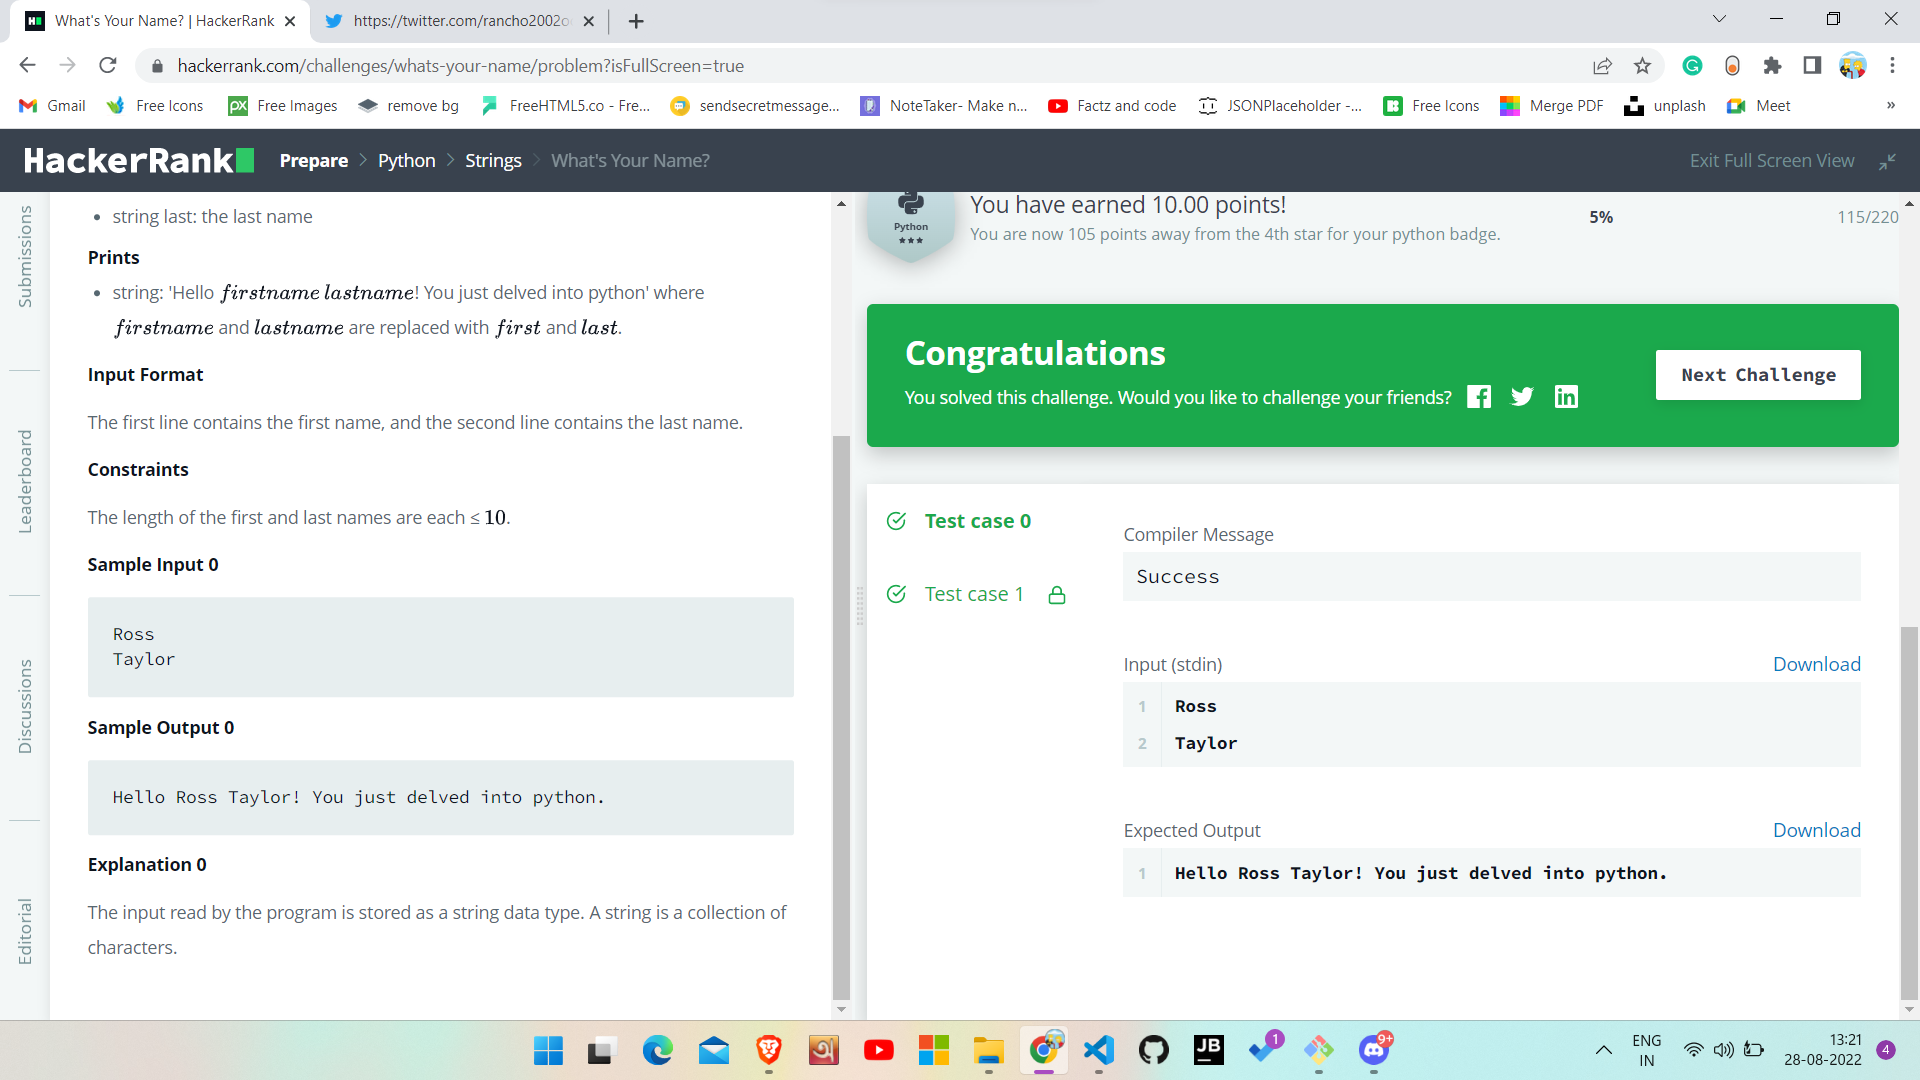 What's Your Name? | HackerRank
https://twitter.com/rancho2002o
hackerrank.com/challenges/whats-your-name/problem?isFullScreen=true
Gmail
Free Icons
Free Images
remove bg
FreeHTML5.co - Fre...
sendsecretmessage...
NoteTaker- Make n...
Factz and code
JSONPlaceholder -...
Free Icons
Merge PDF
unplash
Meet
»
HackerRank
Prepare > Python > Strings > What's Your Name?
Exit Full Screen View
Submissions
Leaderboard
Discussions
Editorial
• string last: the last name
Prints
• string: 'Hello firstname lastname! You just delved into python' where
firstname and lastname are replaced with first and last.
Input Format
The first line contains the first name, and the second line contains the last name.
Constraints
The length of the first and last names are each ≤ 10.
Sample Input 0
Ross
Taylor
Sample Output 0
Hello Ross Taylor! You just delved into python.
Explanation 0
The input read by the program is stored as a string data type. A string is a collection of
characters.
Python
You have earned 10.00 points!
You are now 105 points away from the 4th star for your python badge.
5%
115/220
Congratulations
You solved this challenge. Would you like to challenge your friends?
Next Challenge
Test case 0
Test case 1
Compiler Message
Success
Input (stdin)
Download
1 Ross
2 Taylor
Expected Output
Download
1 Hello Ross Taylor! You just delved into python.
JB
1
9+
ENG
IN
13:21
28-08-2022
4